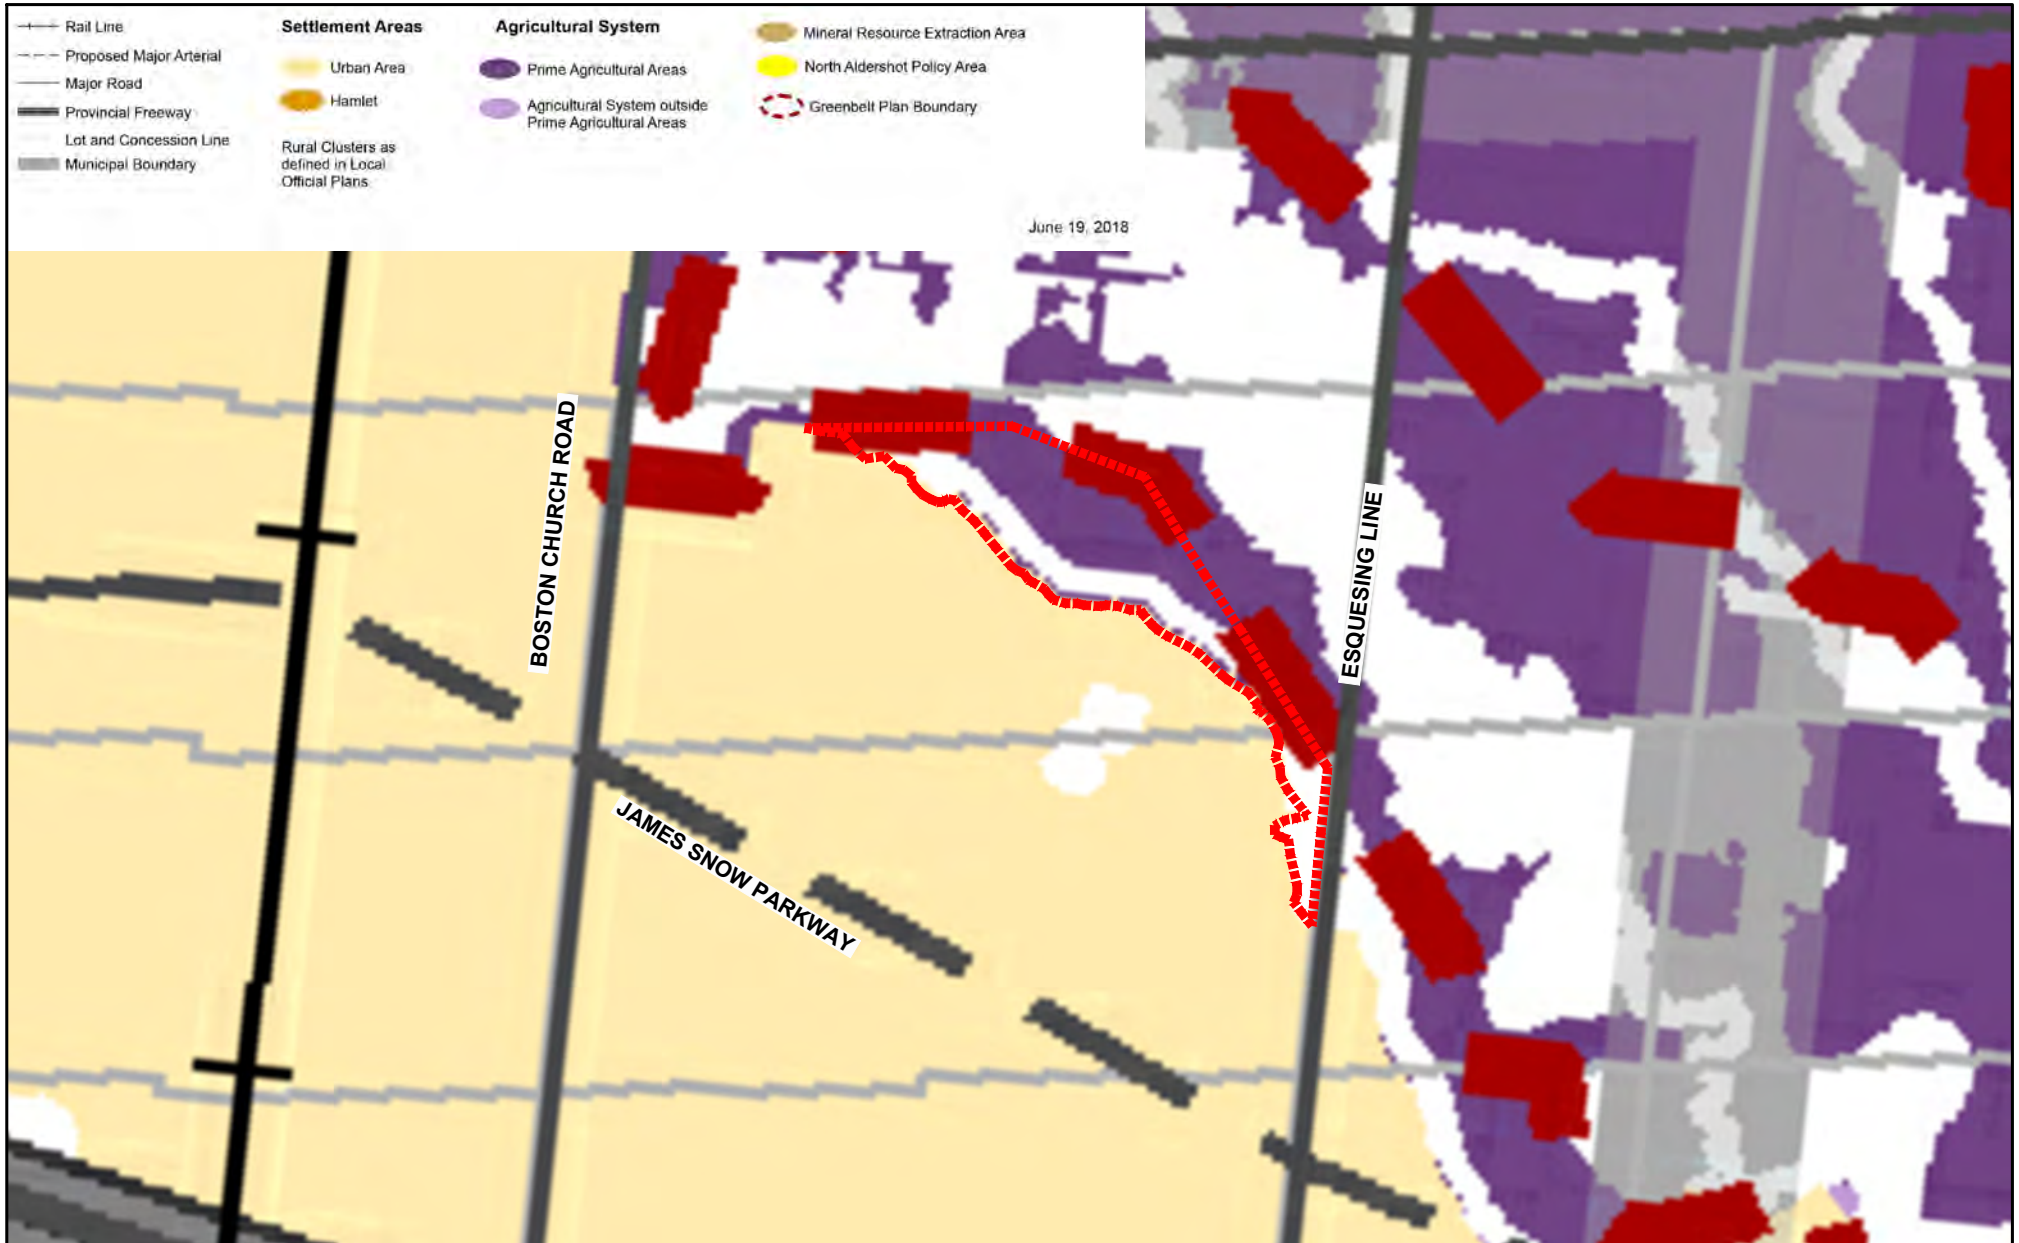 Rail Line
Proposed Major Arterial
Major Road
Provincial Freeway
Lot and Concession Line
Municipal Boundary
Settlement Areas
Urban Area
Hamlet
Rural Clusters as
defined in Local
Official Plans
Agricultural System
Prime Agricultural Areas
Agricultural System outside
Prime Agricultural Areas
Mineral Resource Extraction Area
North Aldershot Policy Area
Greenbelt Plan Boundary
June 19, 2018
BOSTON CHURCH ROAD
ESQUESING LINE
JAMES SNOW PARKWAY